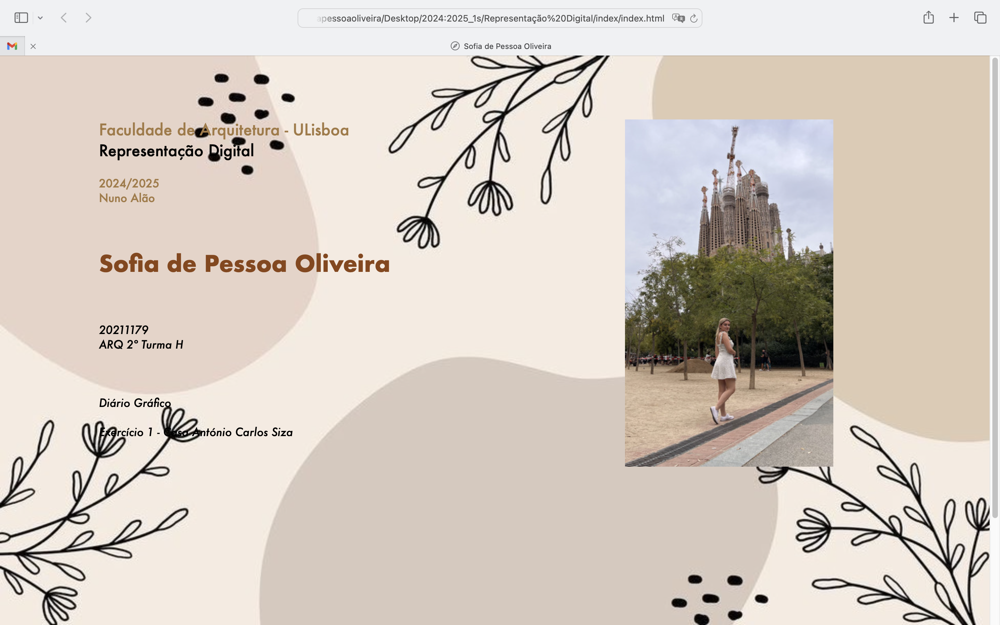 apessoaoliveira/Desktop/2024:2025_1s/Representação%20Digital/index/index.html
Sofia de Pessoa Oliveira
Faculdade de Arquitetura - ULisboa
Representação Digital
2024/2025
Nuno Alão
Sofia de Pessoa Oliveira
20211179
ARQ 2º Turma H
Diário Gráfico
Exercício 1 - Casa António Carlos Siza